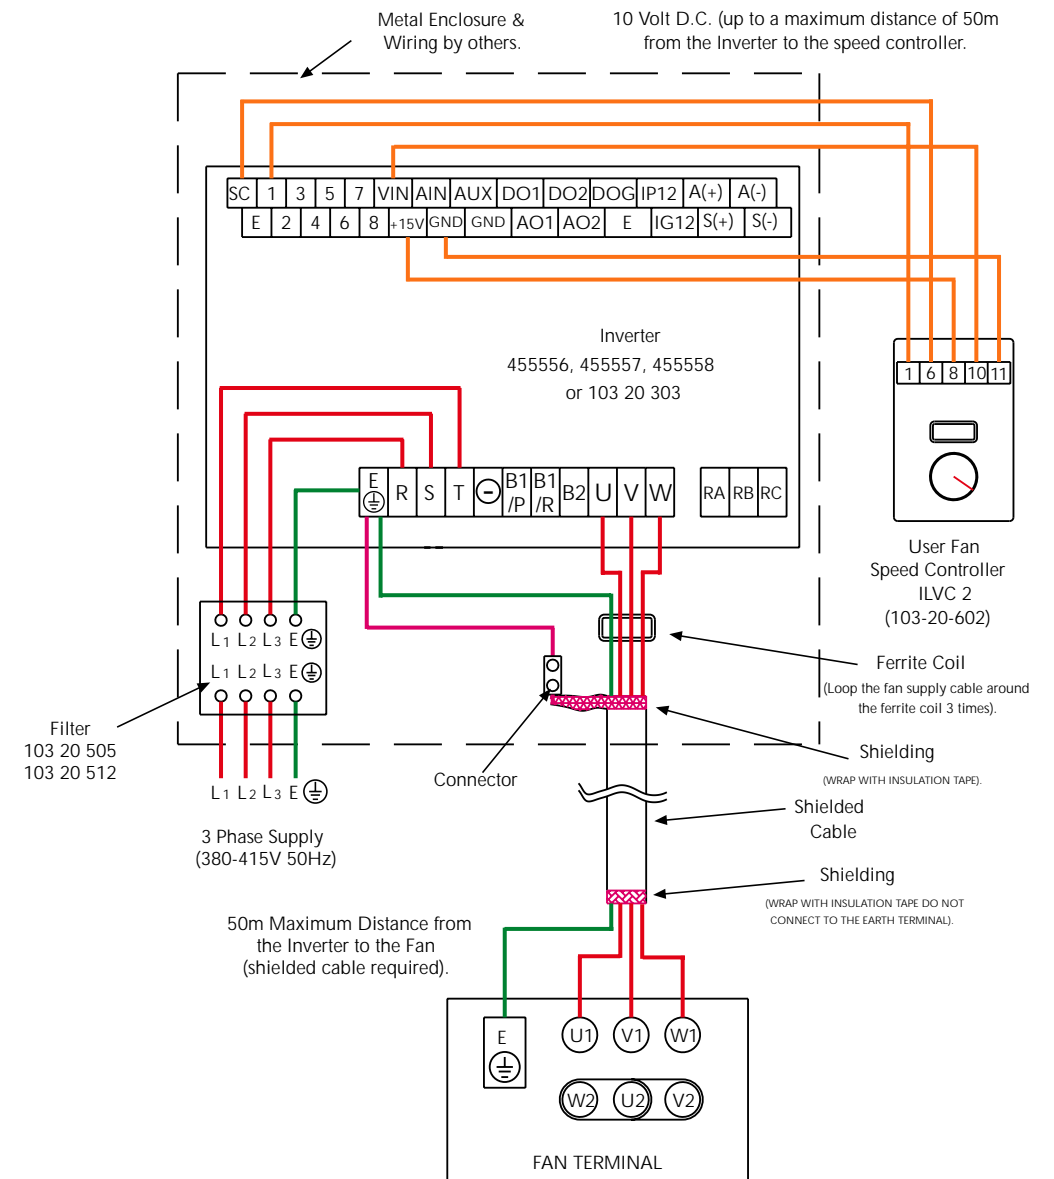 Metal Enclosure &
Wiring by others.
10 Volt D.C. (up to a maximum distance of 50m
from the Inverter to the speed controller.
SC 1 3 5 7 VIN AIN AUX DO1 DO2 DOG IP12 A(+) A(-)
E 2 4 6 8 +15V GND GND AO1 AO2 E IG12 S(+) S(-)
Inverter
455556, 455557, 455558
or 103 20 303
1 6 8 10 11
E R S T B1/P B1/R B2 U V W RA RB RC
User Fan
Speed Controller
ILVC 2
(103-20-602)
L1 L2 L3 E
L1 L2 L3 E
Ferrite Coil
(Loop the fan supply cable around
the ferrite coil 3 times).
Filter
103 20 505
103 20 512
Connector
Shielding
(WRAP WITH INSULATION TAPE).
L1 L2 L3 E
Shielded
Cable
3 Phase Supply
(380-415V 50Hz)
Shielding
(WRAP WITH INSULATION TAPE DO NOT
CONNECT TO THE EARTH TERMINAL).
50m Maximum Distance from
the Inverter to the Fan
(shielded cable required).
E U1 V1 W1
W2 U2 V2
FAN TERMINAL